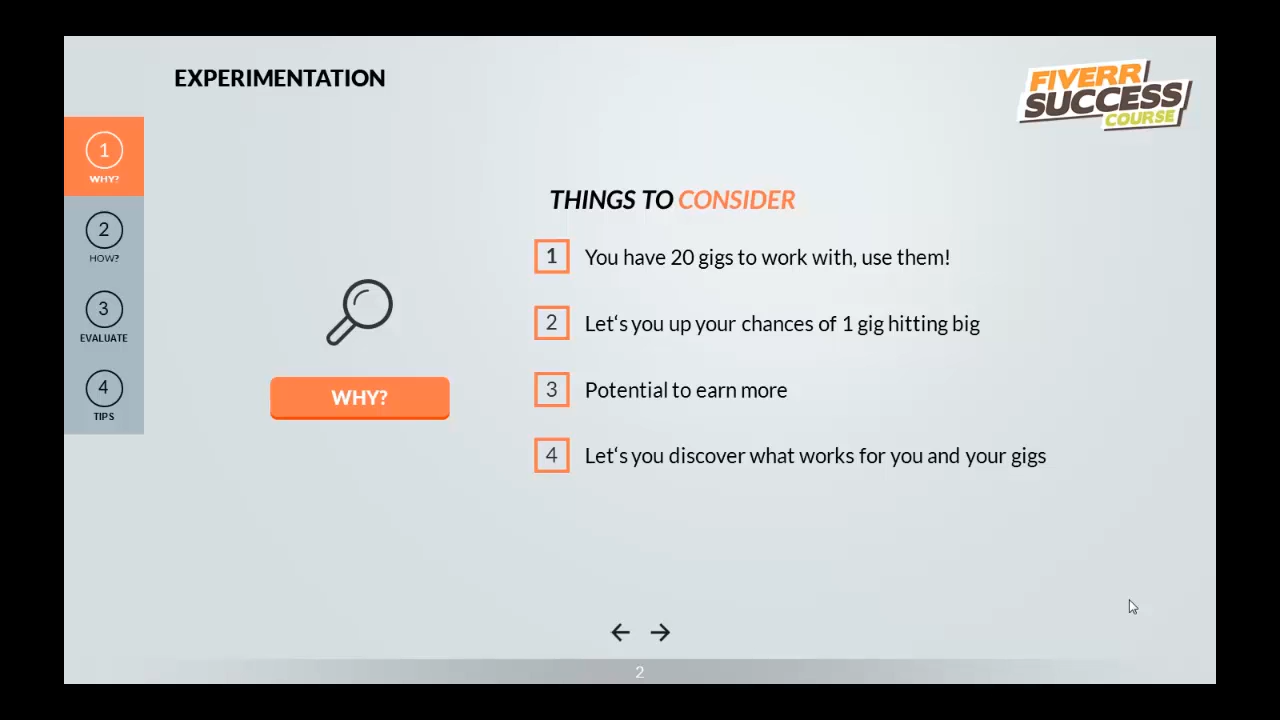 EXPERIMENTATION
FIVERR
SUCCESS
COURSE
1
WHY?
2
HOW?
3
EVALUATE
4
TIPS
WHY?
THINGS TO CONSIDER
1 You have 20 gigs to work with, use them!
2 Let‘s you up your chances of 1 gig hitting big
3 Potential to earn more
4 Let‘s you discover what works for you and your gigs
2